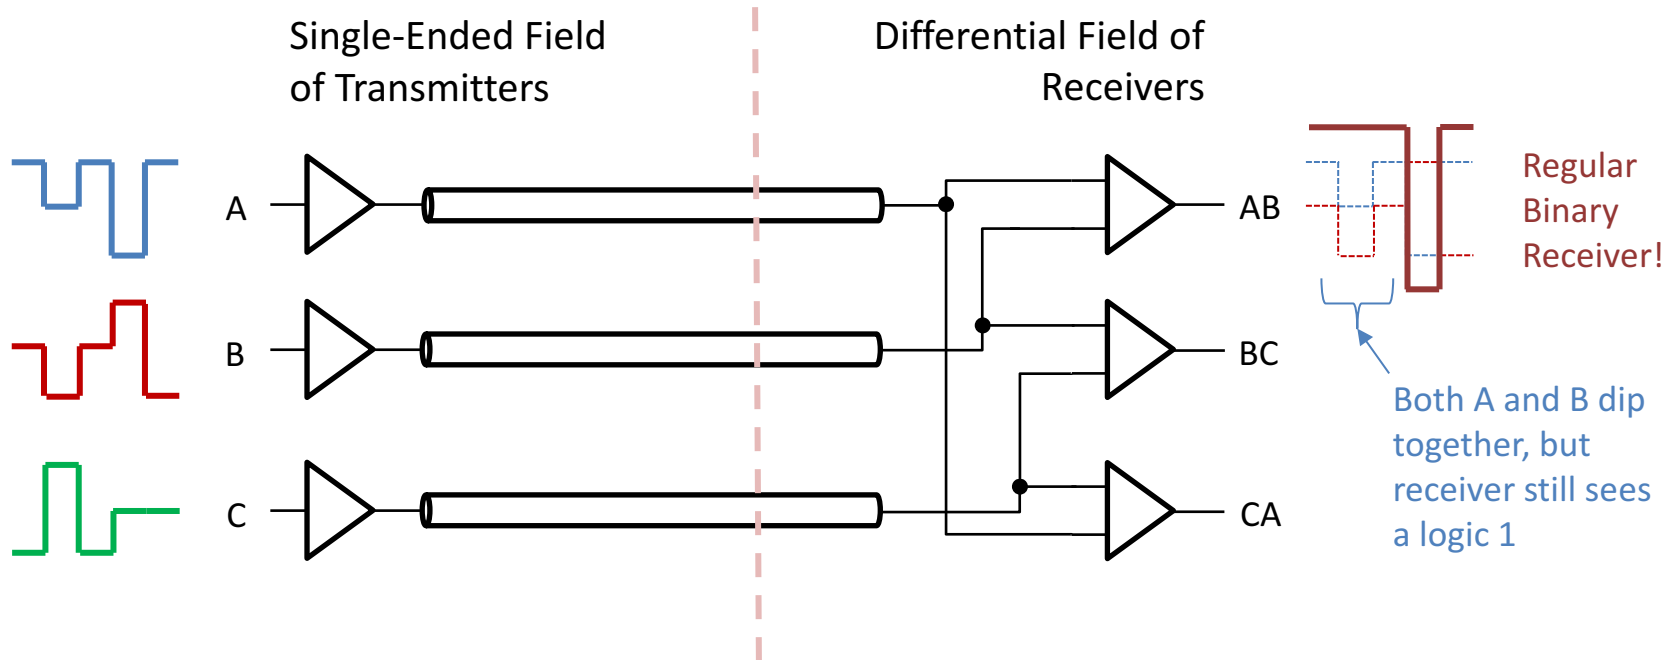 Single-Ended Field
of Transmitters
Differential Field of
Receivers
A
B
C
AB
BC
CA
Regular
Binary
Receiver!
Both A and B dip
together, but
receiver still sees
a logic 1